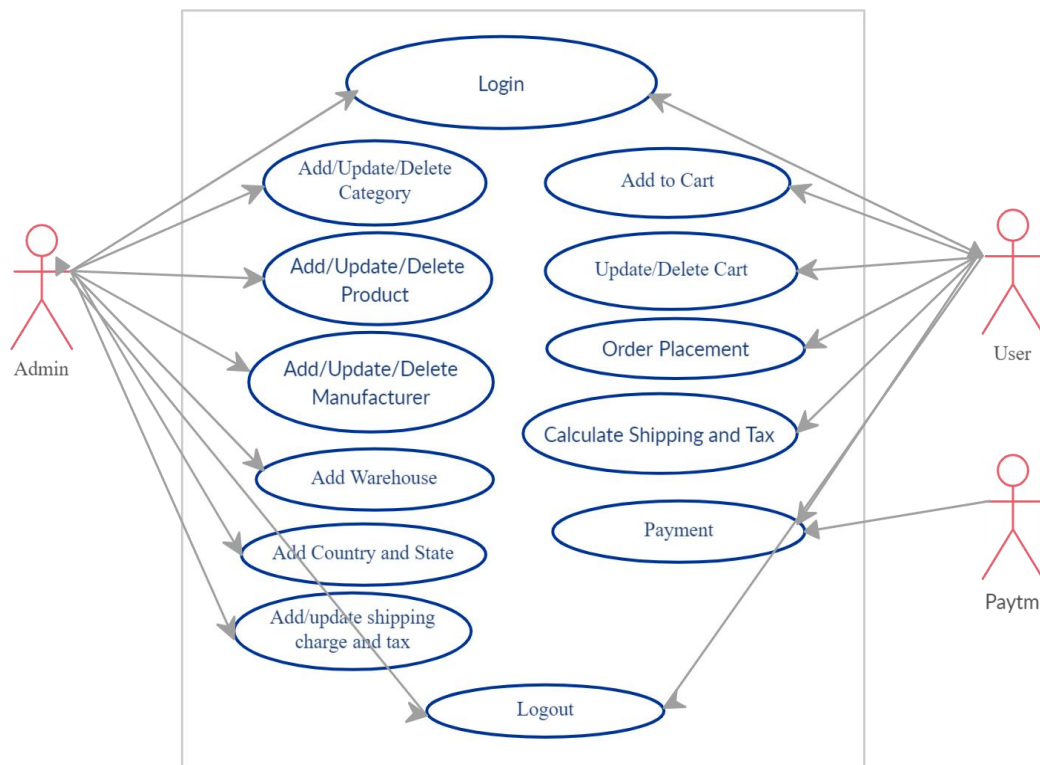 Login
Add/Update/Delete
Category
Add to Cart
Add/Update/Delete
Product
Update/Delete Cart
Admin
User
Order Placement
Add/Update/Delete
Manufacturer
Calculate Shipping and Tax
Add Warehouse
Payment
Add Country and State
Paytm
Add/update shipping
charge and tax
Logout